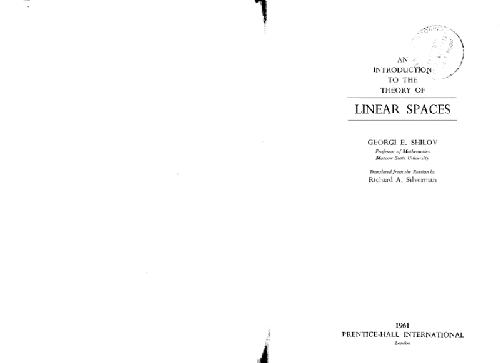 AN
INTRODUCTION
TO THE
THEORY OF
LINEAR SPACES
GEORGI E. SHILOV
Professor of Mathematics
Moscow State University
Translated from the Russian by
Richard A. Silverman
1961
PRENTICE-HALL INTERNATIONAL
London